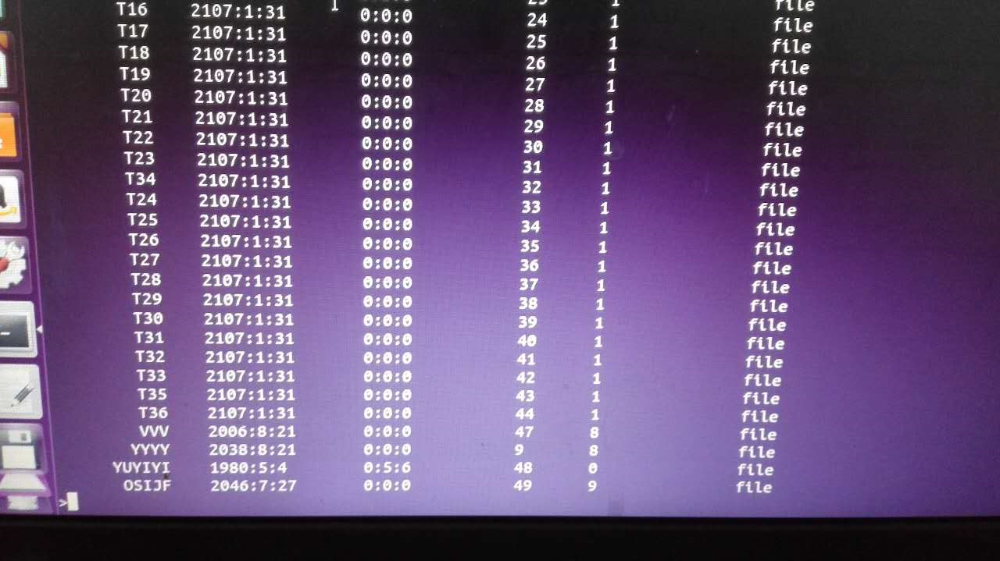 1 file
T16 2107:1:31 0:0:0 24 1 file
T17 2107:1:31 0:0:0 25 1 file
T18 2107:1:31 0:0:0 26 1 file
T19 2107:1:31 0:0:0 27 1 file
T20 2107:1:31 0:0:0 28 1 file
T21 2107:1:31 0:0:0 29 1 file
T22 2107:1:31 0:0:0 30 1 file
T23 2107:1:31 0:0:0 31 1 file
T34 2107:1:31 0:0:0 32 1 file
T24 2107:1:31 0:0:0 33 1 file
T25 2107:1:31 0:0:0 34 1 file
T26 2107:1:31 0:0:0 35 1 file
T27 2107:1:31 0:0:0 36 1 file
T28 2107:1:31 0:0:0 37 1 file
T29 2107:1:31 0:0:0 38 1 file
T30 2107:1:31 0:0:0 39 1 file
T31 2107:1:31 0:0:0 40 1 file
T32 2107:1:31 0:0:0 41 1 file
T33 2107:1:31 0:0:0 42 1 file
T35 2107:1:31 0:0:0 43 1 file
T36 2107:1:31 0:0:0 44 1 file
VVV 2006:8:21 0:0:0 47 8 file
YYYY 2038:8:21 0:0:0 9 8 file
YUYIYI 1980:5:4 0:5:6 48 0 file
OSIJF 2046:7:27 0:0:0 49 9 file
>